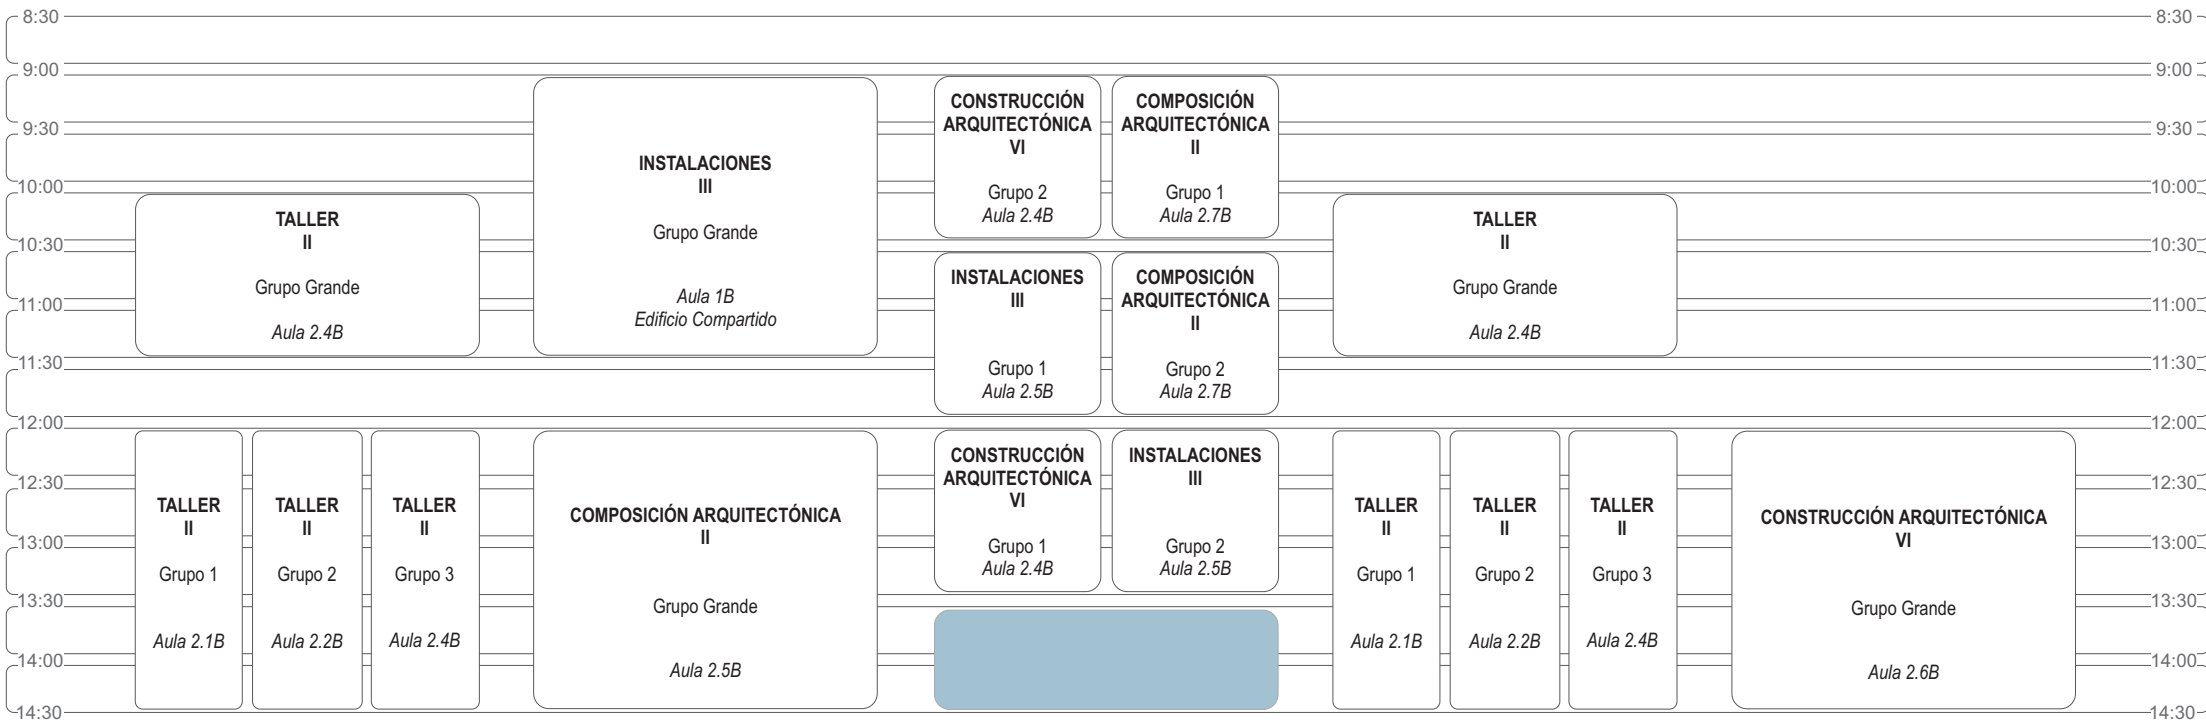 8:30
8:30
9:00
9:00
9:30
9:30
10:00
10:00
10:30
10:30
11:00
11:00
11:30
11:30
12:00
12:00
12:30
12:30
13:00
13:00
13:30
13:30
14:00
14:00
14:30
14:30
TALLER
II
Grupo Grande
Aula 2.4B
TALLER
II
Grupo 1
Aula 2.1B
TALLER
II
Grupo 2
Aula 2.2B
TALLER
II
Grupo 3
Aula 2.4B
INSTALACIONES
III
Grupo Grande
Aula 1B
Edificio Compartido
COMPOSICIÓN ARQUITECTÓNICA
II
Grupo Grande
Aula 2.5B
CONSTRUCCIÓN
ARQUITECTÓNICA
VI
Grupo 2
Aula 2.4B
COMPOSICIÓN
ARQUITECTÓNICA
II
Grupo 1
Aula 2.7B
INSTALACIONES
III
Grupo 1
Aula 2.5B
COMPOSICIÓN
ARQUITECTÓNICA
II
Grupo 2
Aula 2.7B
CONSTRUCCIÓN
ARQUITECTÓNICA
VI
Grupo 1
Aula 2.4B
INSTALACIONES
III
Grupo 2
Aula 2.5B
TALLER
II
Grupo Grande
Aula 2.4B
TALLER
II
Grupo 1
Aula 2.1B
TALLER
II
Grupo 2
Aula 2.2B
TALLER
II
Grupo 3
Aula 2.4B
CONSTRUCCIÓN ARQUITECTÓNICA
VI
Grupo Grande
Aula 2.6B